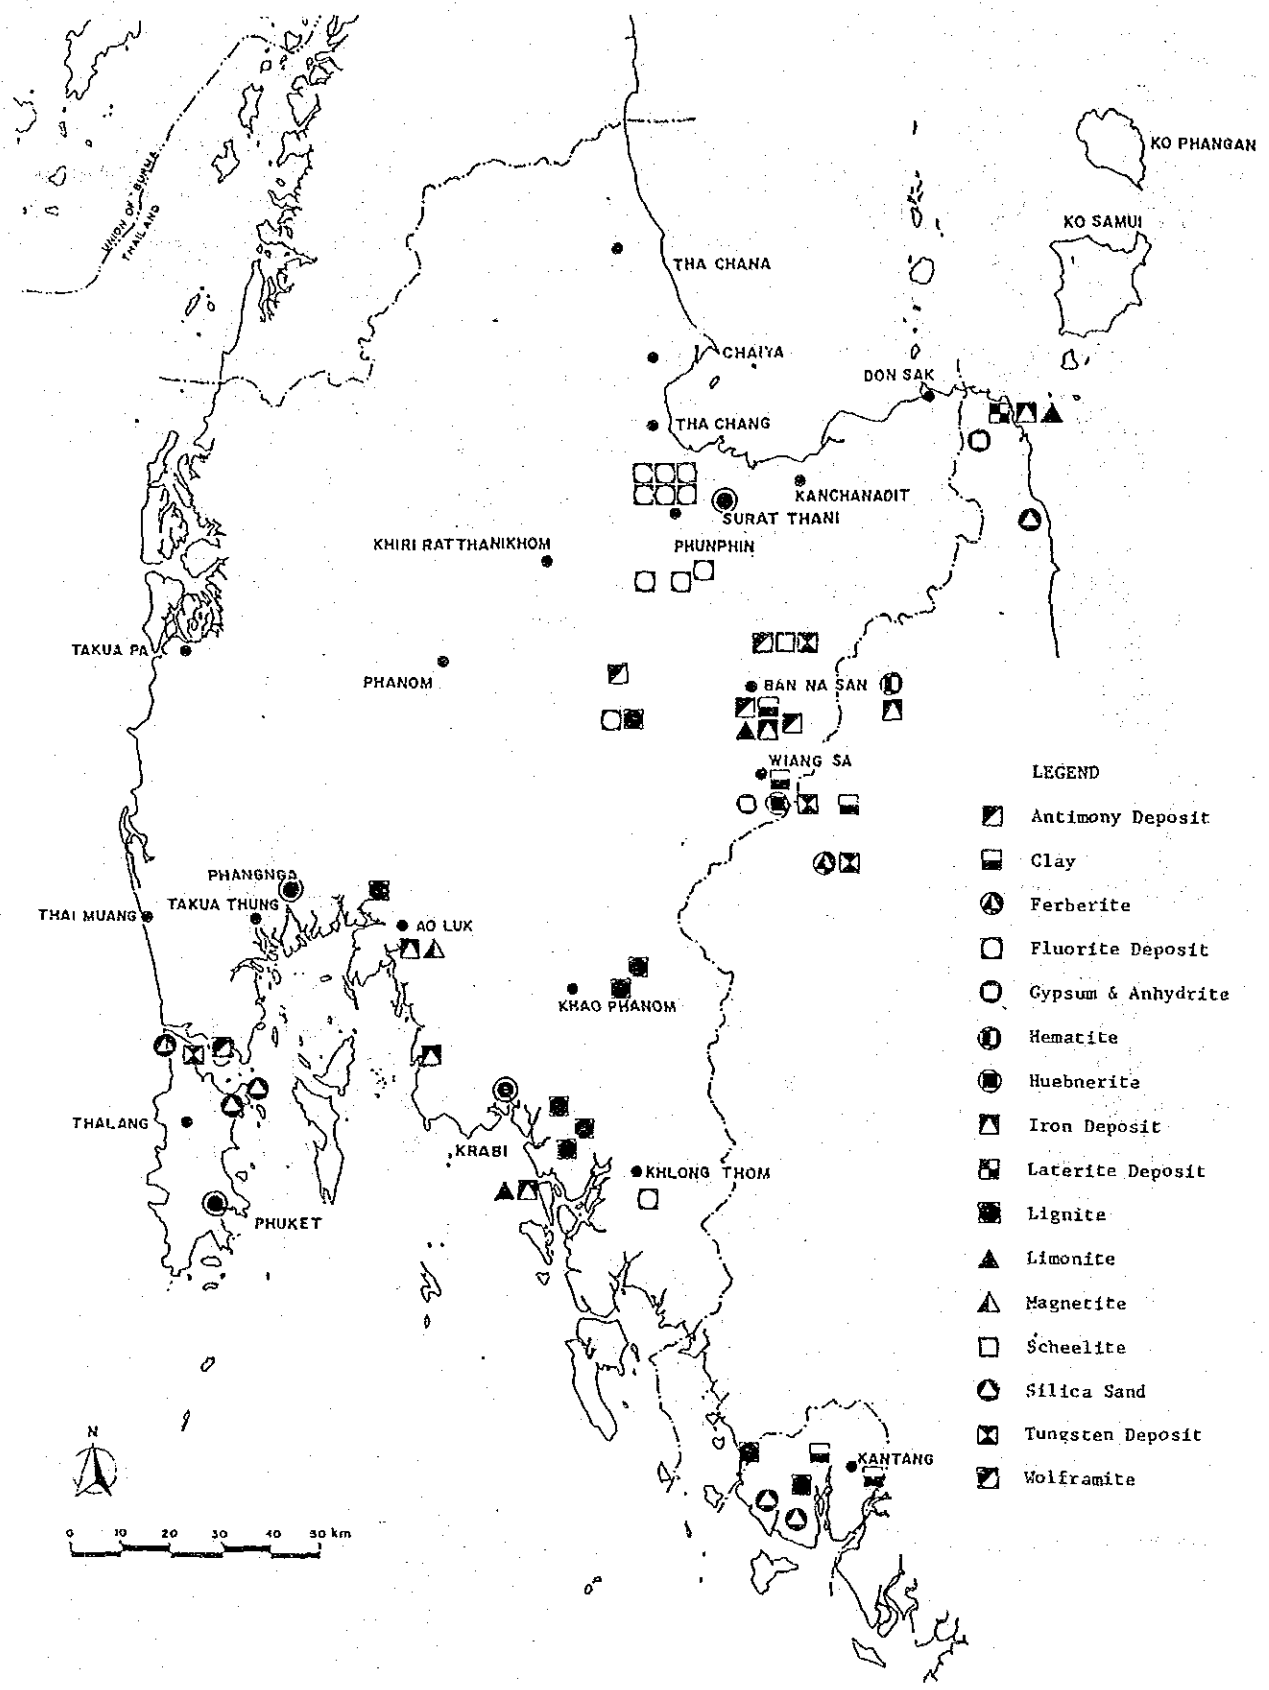 KO PHANGAN
UNION OF BURMA
THAILAND
KO SAMUI
THA CHANA
CHAIYA
DON SAK
THA CHANG
KANCHANADIT
SURAT THANI
KHIRI RATTHANIKHOM
PHUNPHIN
TAKUA PA
PHANOM
BAN NA SAN
WIANG SA
LEGEND
Antimony Deposit
Clay
PHANGNGA
TAKUA THUNG
THAI MUANG
AO LUK
Ferberite
Fluorite Deposit
Gypsum & Anhydrite
KHAO PHANOM
Hematite
Huebnerite
THALANG
KRABI
Iron Deposit
KHLONG THOM
Laterite Deposit
PHUKET
Lignite
Limonite
Magnetite
Scheelite
Silica Sand
N
Tungsten Deposit
KANTANG
Wolframite
0 10 20 30 50 km